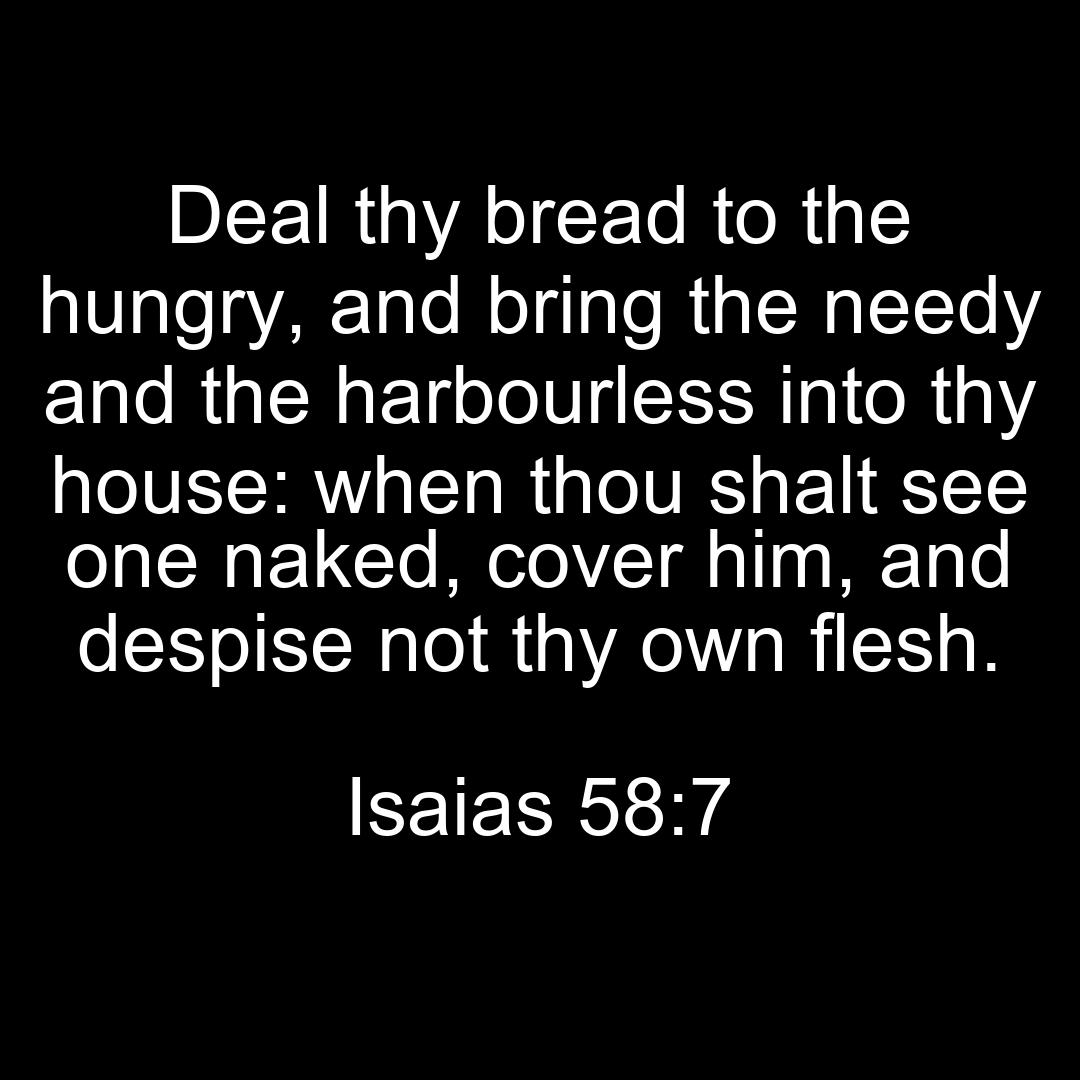 Deal thy bread to the
hungry, and bring the needy
and the harbourless into thy
house: when thou shalt see
one naked, cover him, and
despise not thy own flesh.
Isaias 58:7